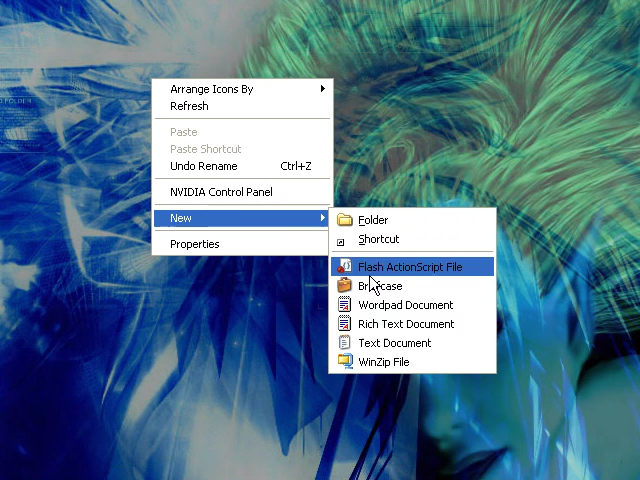 Arrange Icons By
Refresh
Paste
Paste Shortcut
Undo Rename Ctrl+Z
NVIDIA Control Panel
New
Properties
Folder
Shortcut
Flash ActionScript File
Briefcase
Wordpad Document
Rich Text Document
Text Document
WinZip File